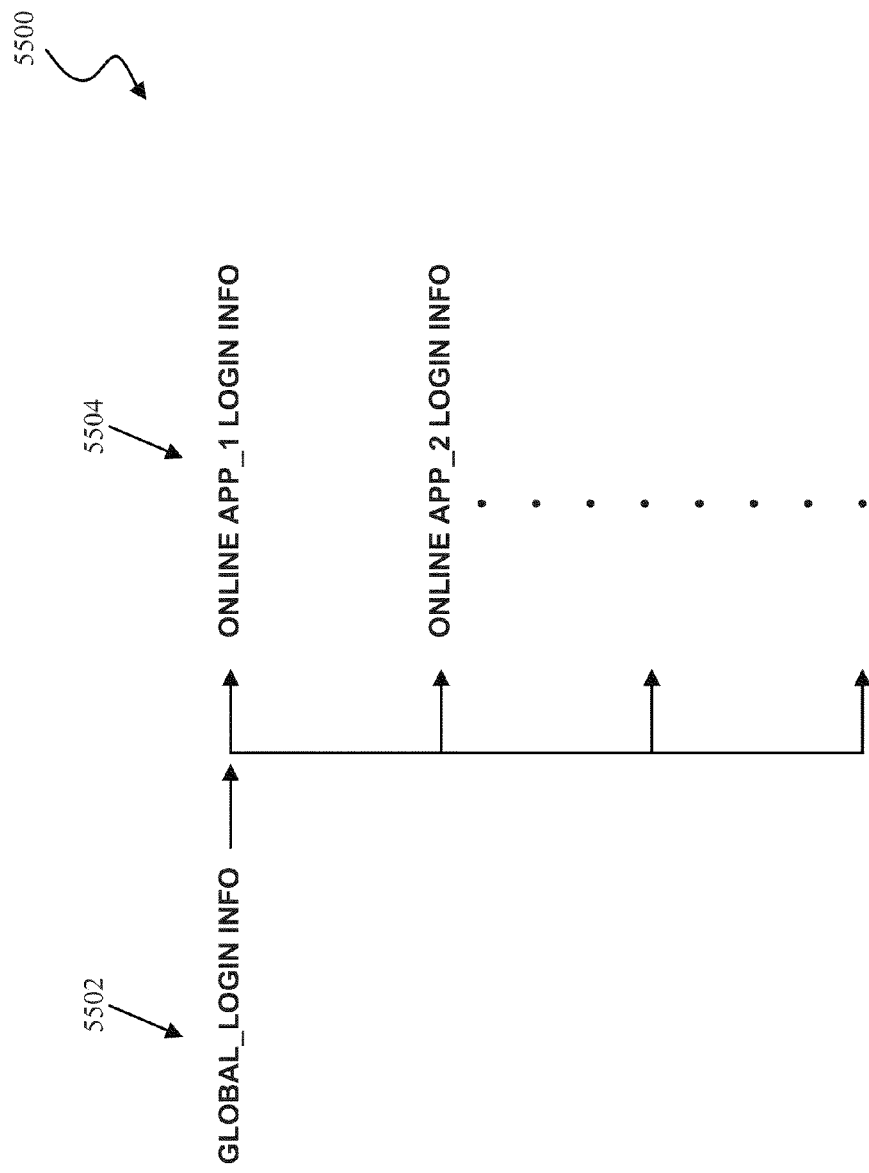 5500
5502
5504
GLOBAL_LOGIN INFO
ONLINE APP_1 LOGIN INFO
ONLINE APP_2 LOGIN INFO